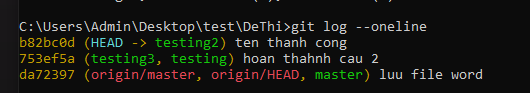 C:\Users\Admin\Desktop\test\DeThi>git log --oneline
b82bc0d (HEAD -> testing2) ten thanh cong
753ef5a (testing3, testing) hoan thahnh cau 2
da72397 (origin/master, origin/HEAD, master) luu file word